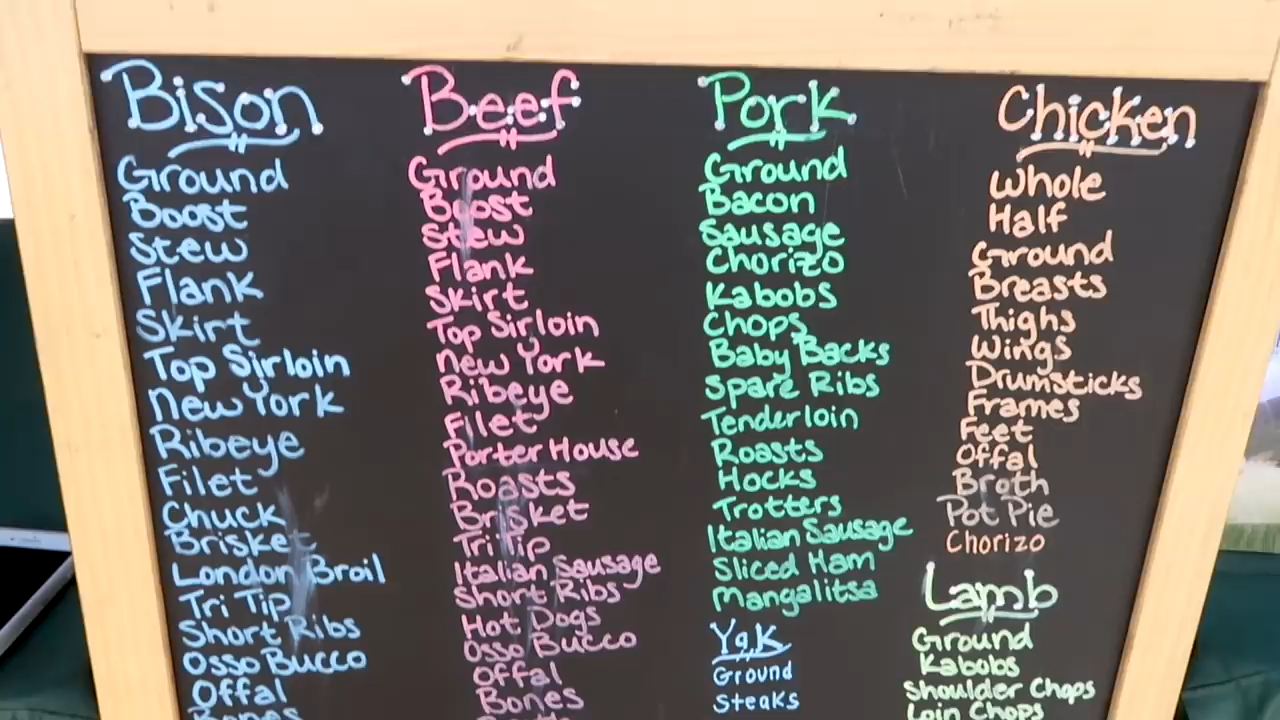 Bison
Ground
Boost
Stew
Flank
Skirt
Top Sirloin
New York
Ribeye
Filet
Chuck
Brisket
London Broil
Tri Tip
Short Ribs
Osso Bucco
Offal
Bones
Beef
Ground
Boost
Stew
Flank
Skirt
Top Sirloin
New York
Ribeye
Filet
Porter House
Roasts
Brisket
Tri Tip
Italian Sausage
Short Ribs
Hot Dogs
Osso Bucco
Offal
Bones
Pork
Ground
Bacon
Sausage
Chorizo
Kabobs
Chops
Baby Backs
Spare Ribs
Tenderloin
Roasts
Hocks
Trotters
Italian Sausage
Sliced Ham
Mangalitsa
Yak
Ground
Steaks
Chicken
Whole
Half
Ground
Breasts
Thighs
Wings
Drumsticks
Frames
Feet
Offal
Broth
Pot Pie
Chorizo
Lamb
Ground
Kabobs
Shoulder Chops
Loin Chops